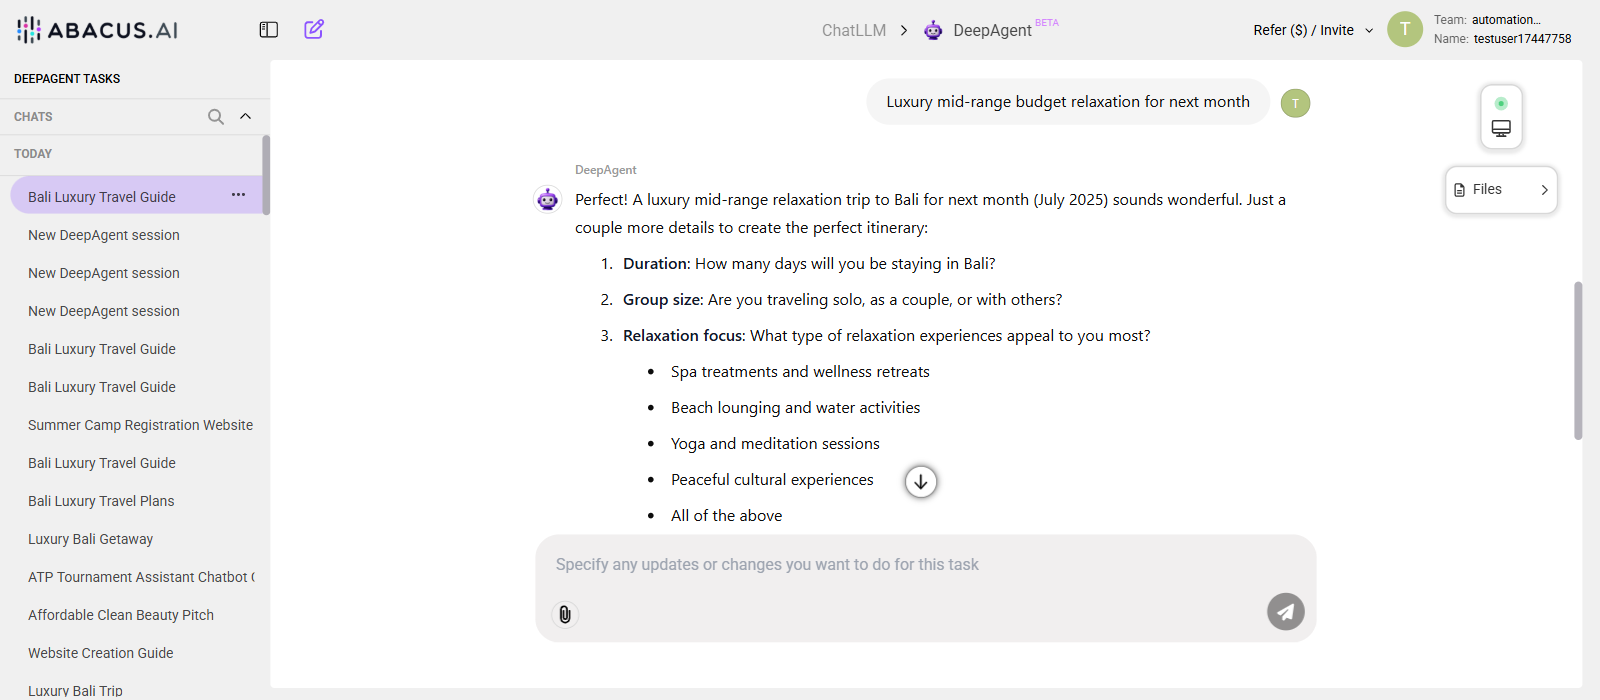 ABACUS.AI
ChatLLM > DeepAgent BETA
Refer ($) / Invite
T
Team: automation...
Name: testuser17447758
DEEPAGENT TASKS
CHATS
TODAY
Bali Luxury Travel Guide
New DeepAgent session
New DeepAgent session
New DeepAgent session
Bali Luxury Travel Guide
Bali Luxury Travel Guide
Summer Camp Registration Website
Bali Luxury Travel Guide
Bali Luxury Travel Plans
Luxury Bali Getaway
ATP Tournament Assistant Chatbot
Affordable Clean Beauty Pitch
Website Creation Guide
Luxury Bali Trip
Luxury mid-range budget relaxation for next month
T
DeepAgent
Perfect! A luxury mid-range relaxation trip to Bali for next month (July 2025) sounds wonderful. Just a
couple more details to create the perfect itinerary:
1. Duration: How many days will you be staying in Bali?
2. Group size: Are you traveling solo, as a couple, or with others?
3. Relaxation focus: What type of relaxation experiences appeal to you most?
• Spa treatments and wellness retreats
• Beach lounging and water activities
• Yoga and meditation sessions
• Peaceful cultural experiences
• All of the above
Specify any updates or changes you want to do for this task
Files